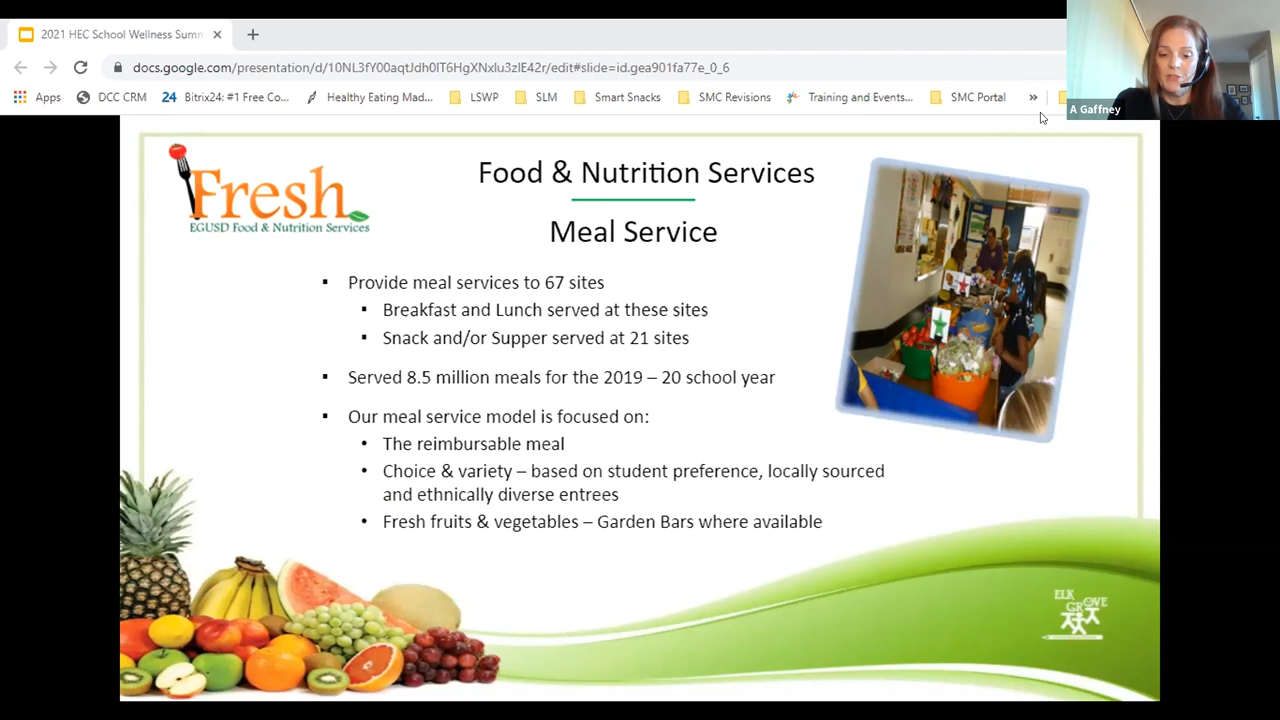 2021 HEC School Wellness Sum
docs.google.com/presentation/d/10NL3fY00aqtJdh0lT6HgXNxlu3zlE42r/edit#slide=id.gea901fa77e_0_6
Apps
DCC CRM
24 Bitrix24: #1 Free Co...
Healthy Eating Mad...
LSWP
SLM
Smart Snacks
SMC Revisions
Training and Events...
SMC Portal
A Gaffney
Fresh
EGUSD Food & Nutrition Services
Food & Nutrition Services
Meal Service
▪ Provide meal services to 67 sites
▪ Breakfast and Lunch served at these sites
▪ Snack and/or Supper served at 21 sites
▪ Served 8.5 million meals for the 2019 – 20 school year
▪ Our meal service model is focused on:
• The reimbursable meal
• Choice & variety – based on student preference, locally sourced
and ethnically diverse entrees
• Fresh fruits & vegetables – Garden Bars where available
ELK
GROVE